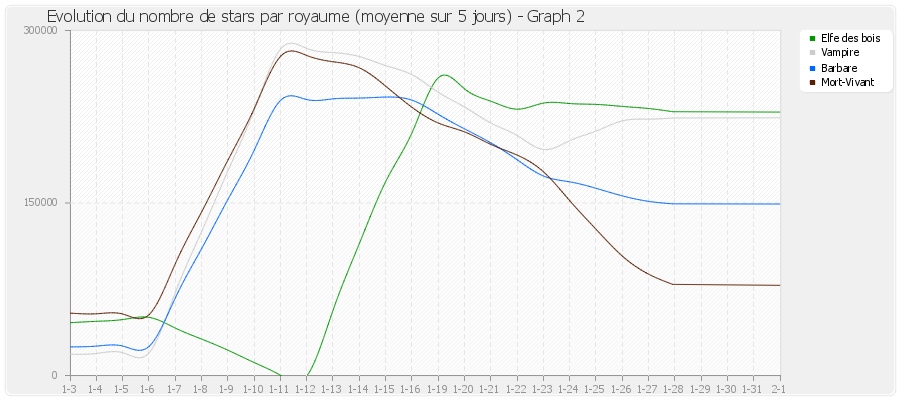 Evolution du nombre de stars par royaume (moyenne sur 5 jours) - Graph 2
300000
150000
0
1-3 1-4 1-5 1-6 1-7 1-8 1-9 1-10 1-11 1-12 1-13 1-14 1-15 1-16 1-19 1-20 1-21 1-22 1-23 1-24 1-25 1-26 1-27 1-28 1-29 1-30 1-31 2-1
Elfe des bois
Vampire
Barbare
Mort-Vivant